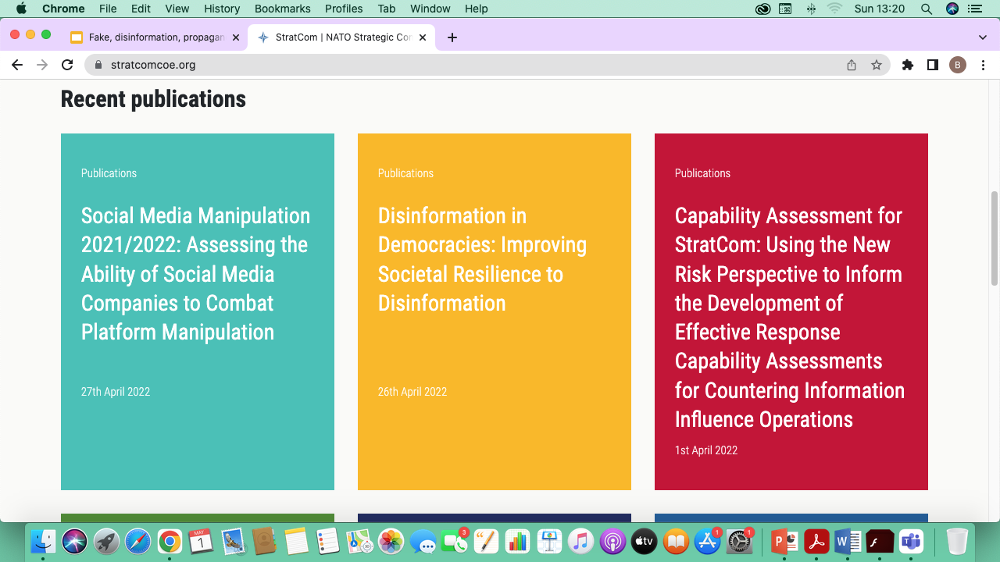 Chrome File Edit View History Bookmarks Profiles Tab Window Help Sun 13:20
Fake, disinformation, propagan
StratCom | NATO Strategic Cor
stratcomcoe.org
B
Recent publications
Publications
Social Media Manipulation
2021/2022: Assessing the
Ability of Social Media
Companies to Combat
Platform Manipulation
27th April 2022
Publications
Disinformation in
Democracies: Improving
Societal Resilience to
Disinformation
26th April 2022
Publications
Capability Assessment for
StratCom: Using the New
Risk Perspective to Inform
the Development of
Effective Response
Capability Assessments
for Countering Information
Influence Operations
1st April 2022
MAY
1
3
tv
1
1
P
W
f
T